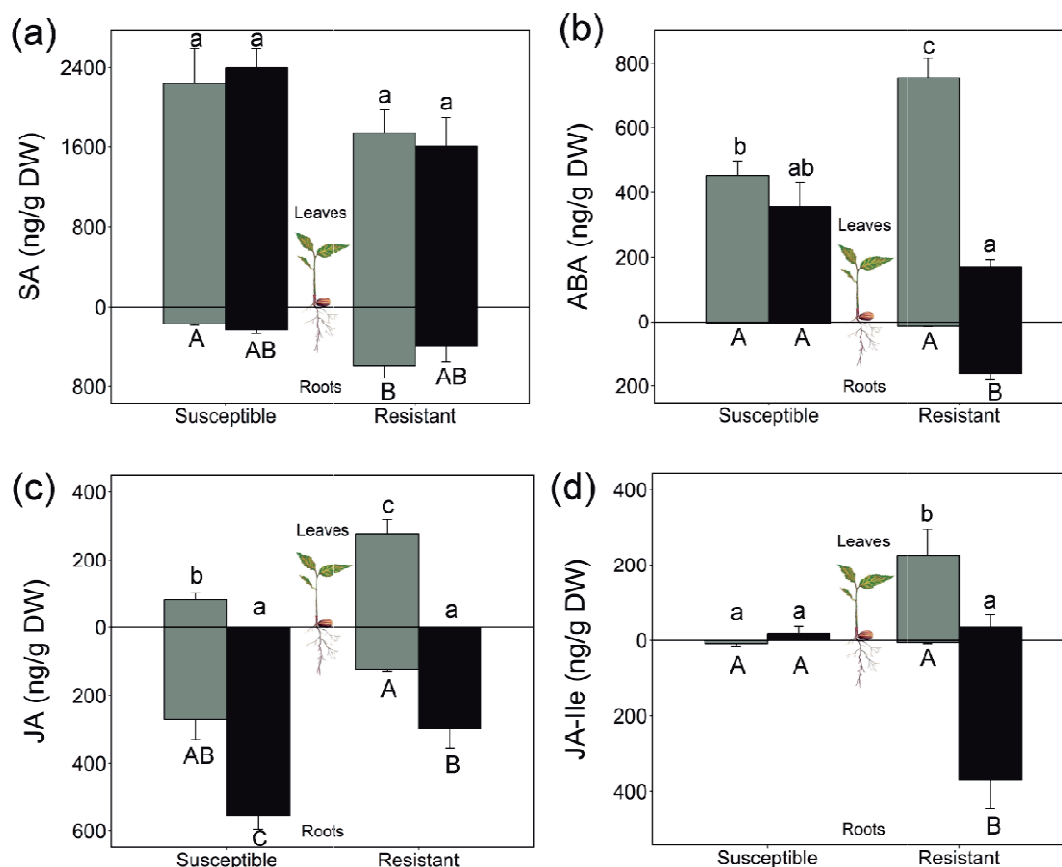 (a)
SA (ng/g DW)
2400
1600
800
0
800
a
a
a
a
Leaves
A
AB
B
AB
Roots
Susceptible
Resistant
(b)
ABA (ng/g DW)
800
600
400
200
0
200
b
ab
c
a
Leaves
A
A
A
B
Roots
Susceptible
Resistant
(c)
JA (ng/g DW)
400
200
0
200
400
600
b
a
c
a
Leaves
AB
C
A
B
Roots
Susceptible
Resistant
(d)
JA-Ile (ng/g DW)
400
200
0
200
400
a
a
b
a
Leaves
A
A
A
B
Roots
Susceptible
Resistant